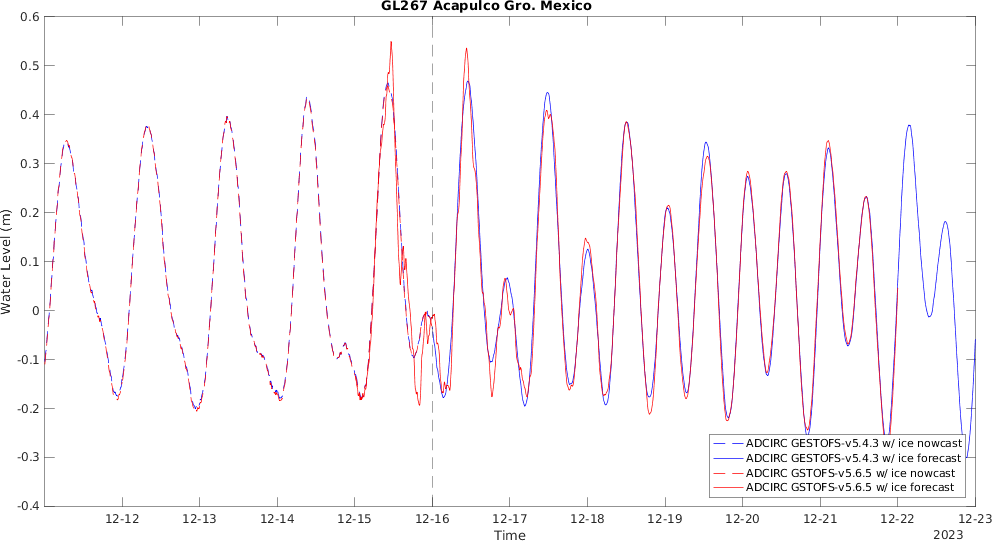 GL267 Acapulco Gro. Mexico
0.6
0.5
0.4
0.3
0.2
0.1
0
-0.1
-0.2
-0.3
-0.4
Water Level (m)
ADCIRC GESTOFS-v5.4.3 w/ ice nowcast
ADCIRC GESTOFS-v5.4.3 w/ ice forecast
ADCIRC GSTOFS-v5.6.5 w/ ice nowcast
ADCIRC GSTOFS-v5.6.5 w/ ice forecast
12-12 12-13 12-14 12-15 12-16 12-17 12-18 12-19 12-20 12-21 12-22 12-23
Time
2023